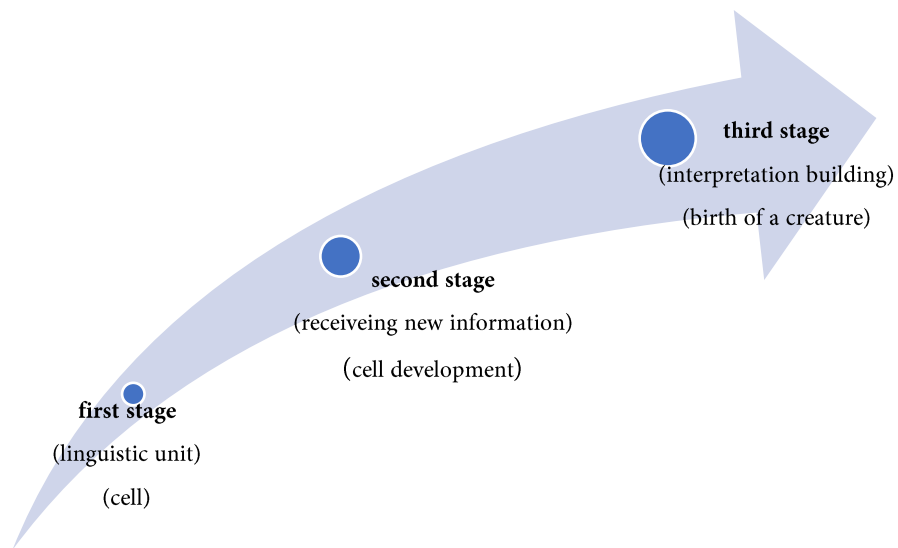 first stage
(linguistic unit)
(cell)
second stage
(receiveing new information)
(cell development)
third stage
(interpretation building)
(birth of a creature)